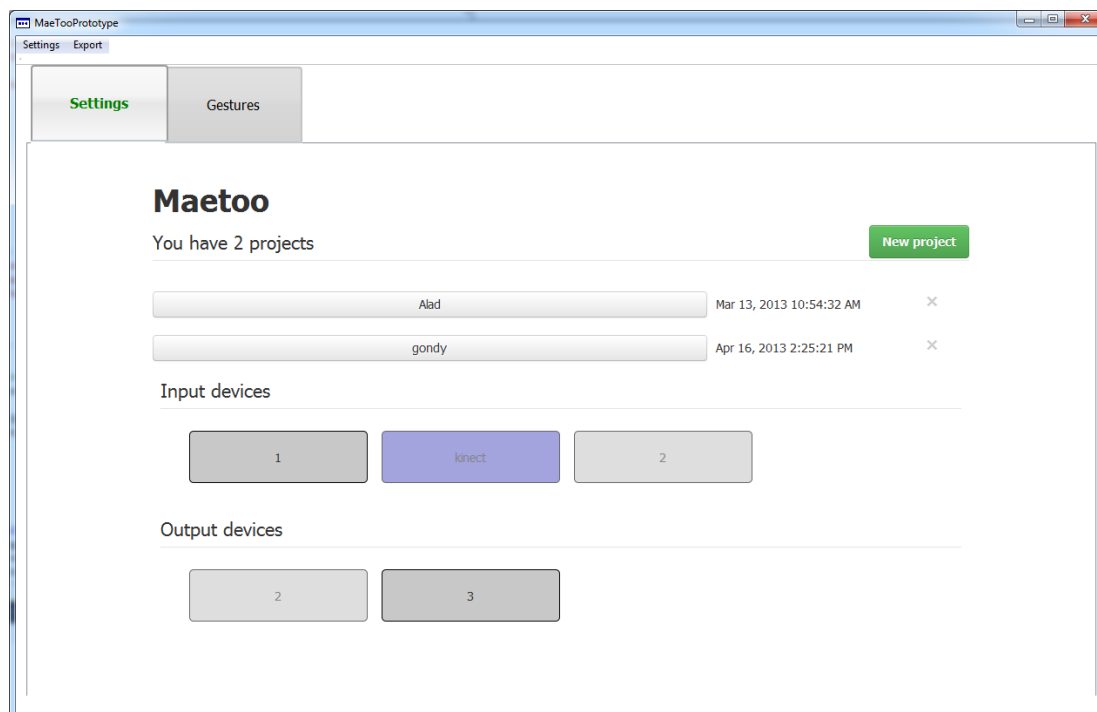 MaeTooPrototype
Settings Export
Settings Gestures
Maetoo
You have 2 projects New project
Alad Mar 13, 2013 10:54:32 AM
gondy Apr 16, 2013 2:25:21 PM
Input devices
1 kinect 2
Output devices
2 3